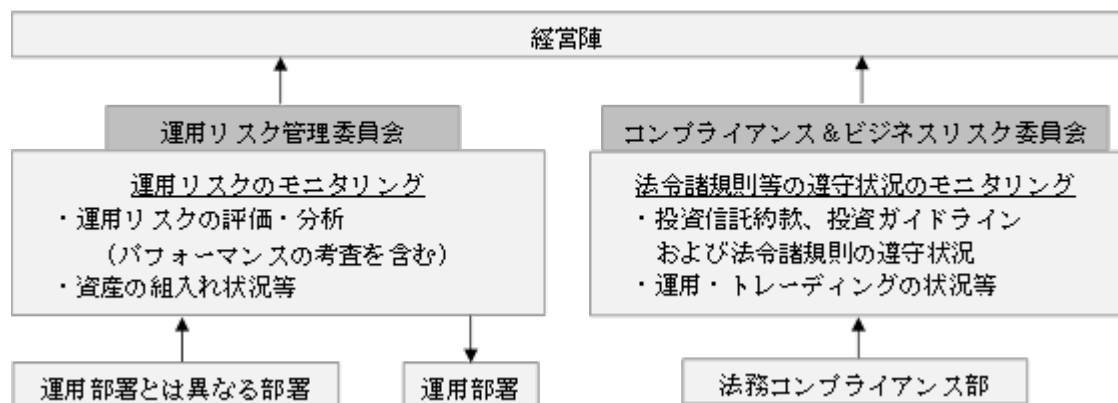 経営陣
運用リスク管理委員会
運用リスクのモニタリング
・運用リスクの評価・分析
（パフォーマンスの考査を含む）
・資産の組入れ状況等
運用部署とは異なる部署
運用部署
コンプライアンス＆ビジネスリスク委員会
法令諸規則等の遵守状況のモニタリング
・投資信託約款、投資ガイドライン
および法令諸規則の遵守状況
・運用・トレーディングの状況等
法務コンプライアンス部